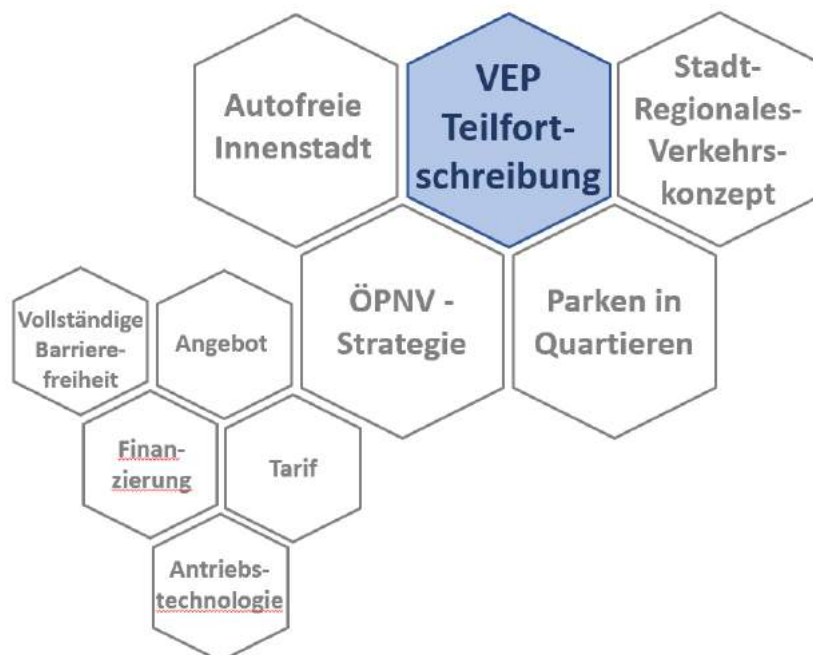 Autofreie
Innenstadt
VEP
Teilfort-
schreibung
Stadt-
Regionales-
Verkehrs-
konzept
ÖPNV -
Strategie
Parken in
Quartieren
Vollständige
Barriere-
freiheit
Angebot
Finan-
zierung
Tarif
Antriebs-
technologie